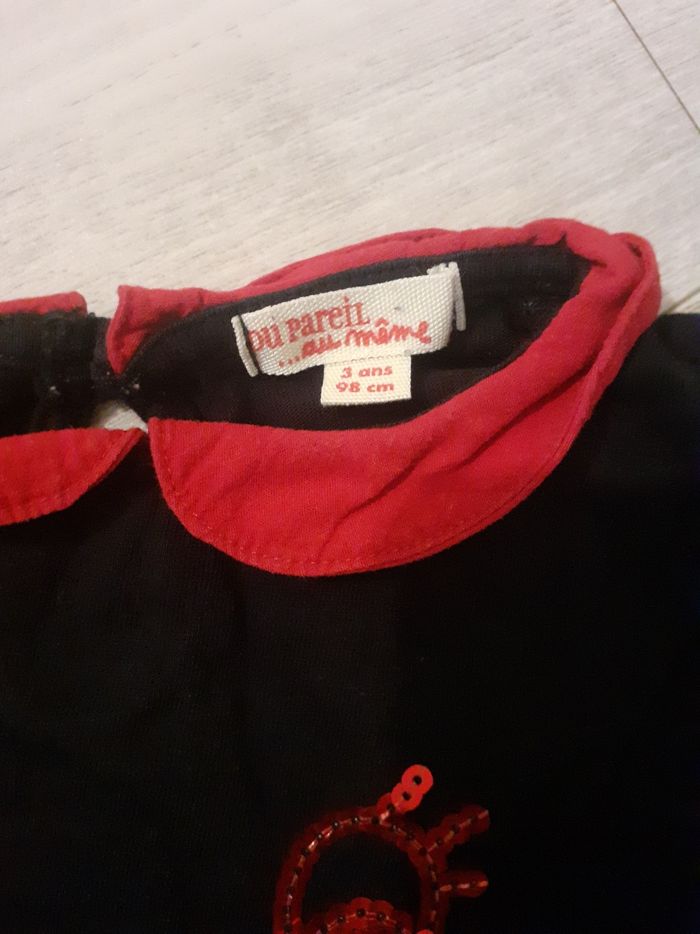 DU PAREIL
...au même
3 ans
98 cm